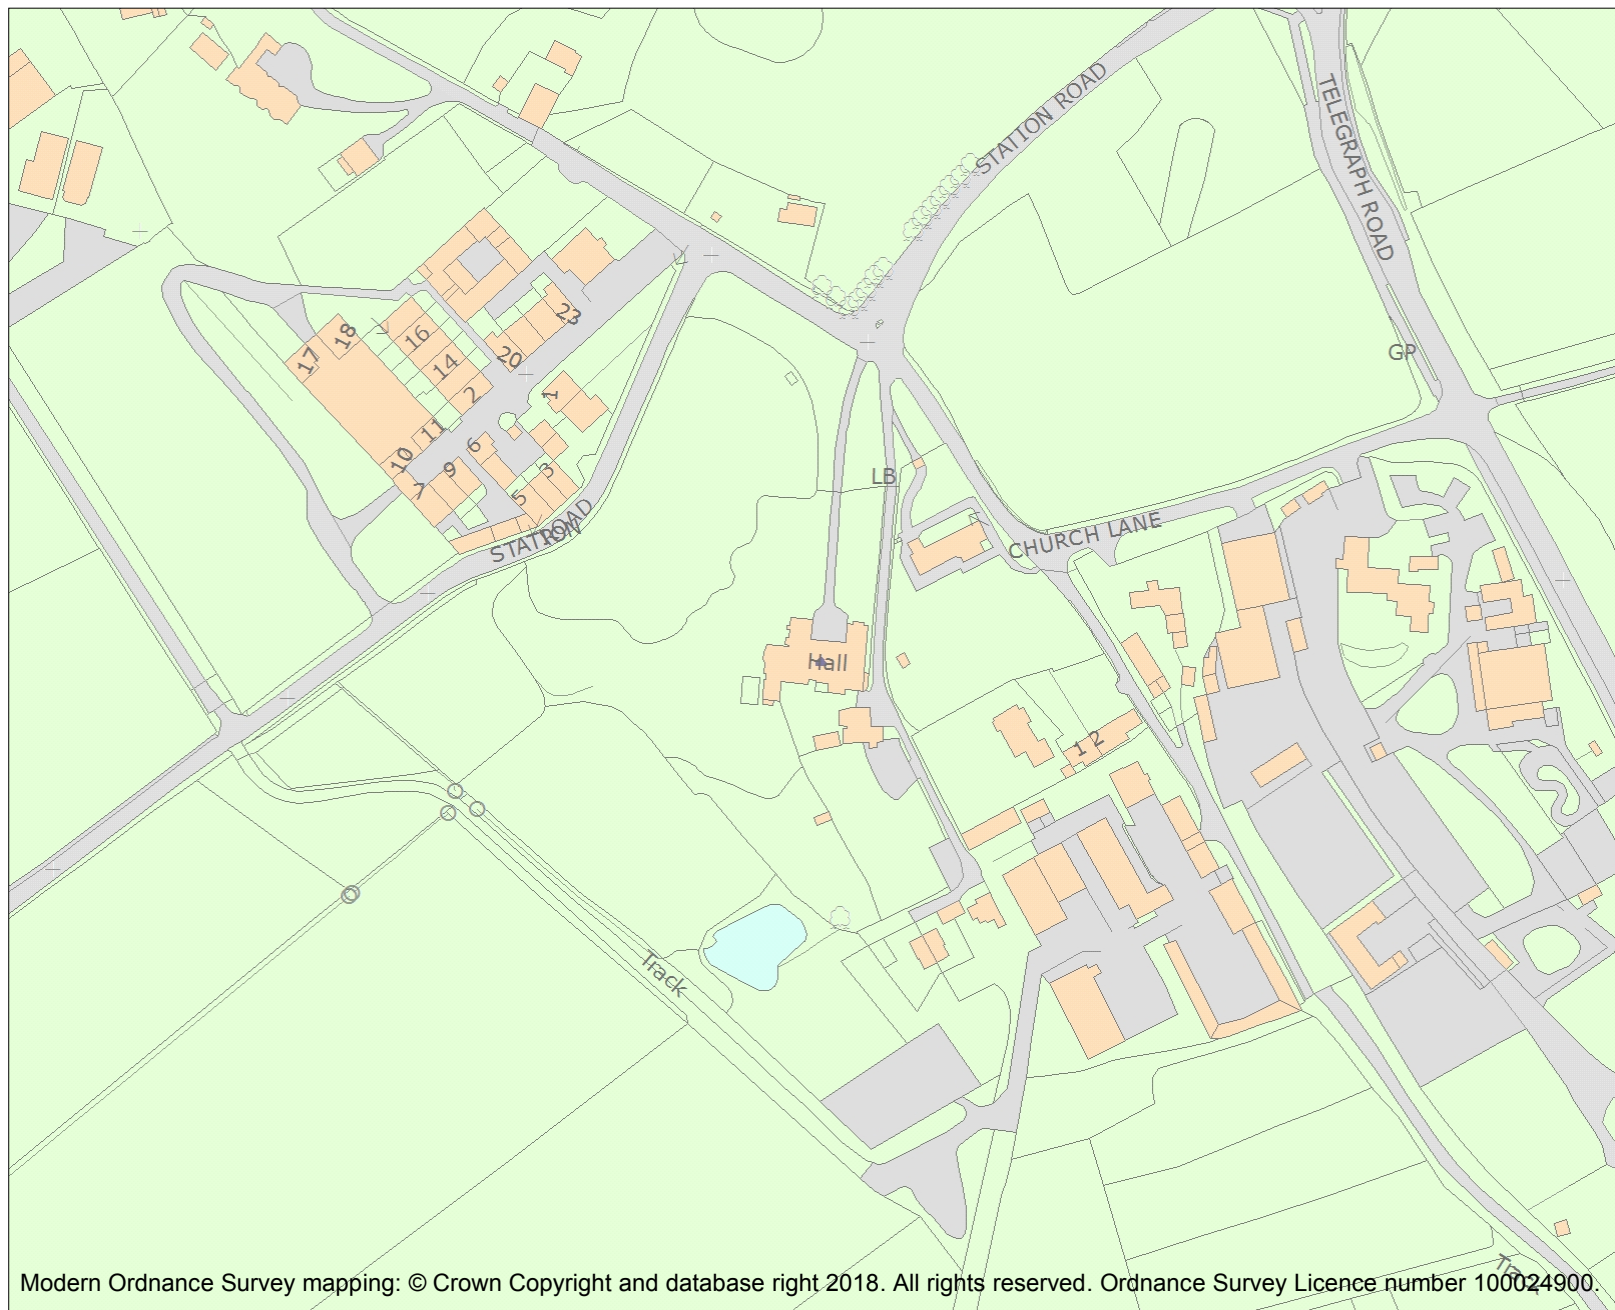 STATION ROAD
TELEGRAPH ROAD
GP
23
18
16
17
20
14
2
1
11
6
10
9
7
3
5
LB
STATION
ROAD
CHURCH LANE
Hall
1 2
Track
Track
Modern Ordnance Survey mapping: © Crown Copyright and database right 2018. All rights reserved. Ordnance Survey Licence number 100024900.